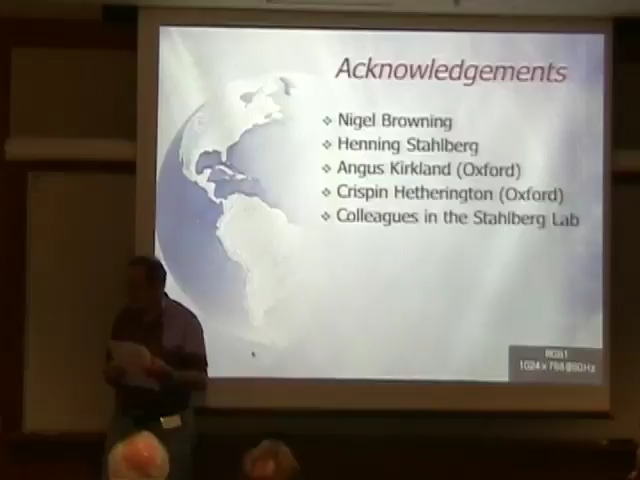 Acknowledgements
Nigel Browning
Henning Stahlberg
Angus Kirkland (Oxford)
Crispin Hetherington (Oxford)
Colleagues in the Stahlberg Lab
1024 x 768 @60Hz